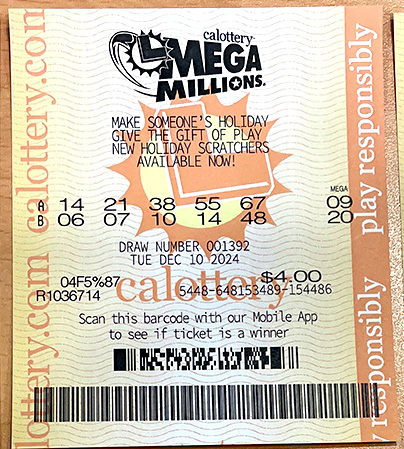 calottery
MEGA
MILLIONS.
MAKE SOMEONE'S HOLIDAY
GIVE THE GIFT OF PLAY
NEW HOLIDAY SCRATCHERS
AVAILABLE NOW!
MEGA
A 14 21 38 55 67 09
B 06 07 10 14 48 20
DRAW NUMBER 001392
TUE DEC 10 2024
$4.00
04F5%87
calottery
R1036714 5448-648153489-154486
Scan this barcode with our Mobile App
to see if ticket is a winner
lottery.com calottery.com
play responsibly
y responsibly